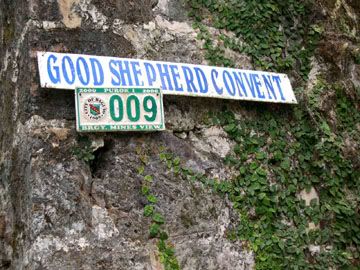 GOOD SHEPHERD CONVENT
2000 PUROK 1 2000
009
BRGY. MINES VIEW